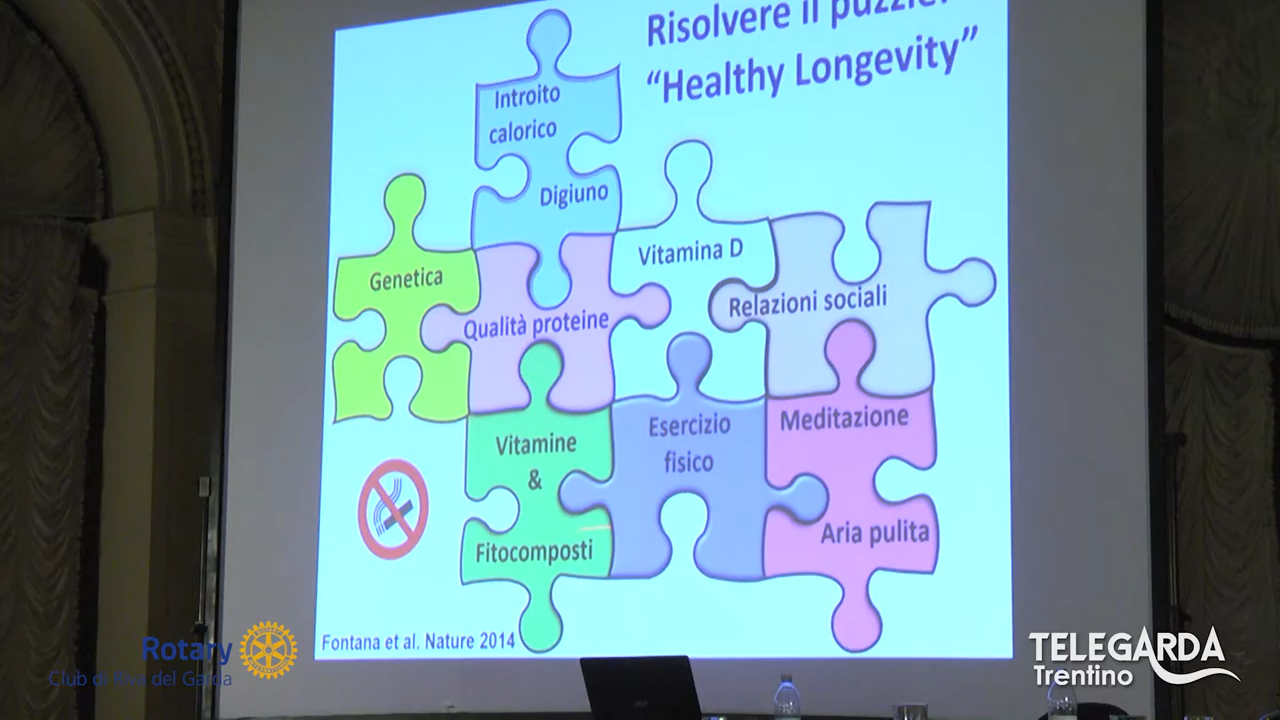 Risolvere il puzzle:
“Healthy Longevity”
Introito
calorico
Digiuno
Genetica
Qualità proteine
Vitamina D
Relazioni sociali
Vitamine
&
Fitocomposti
Esercizio
fisico
Meditazione
Aria pulita
Fontana et al. Nature 2014
Rotary
Club di Riva del Garda
TELEGARDA
Trentino